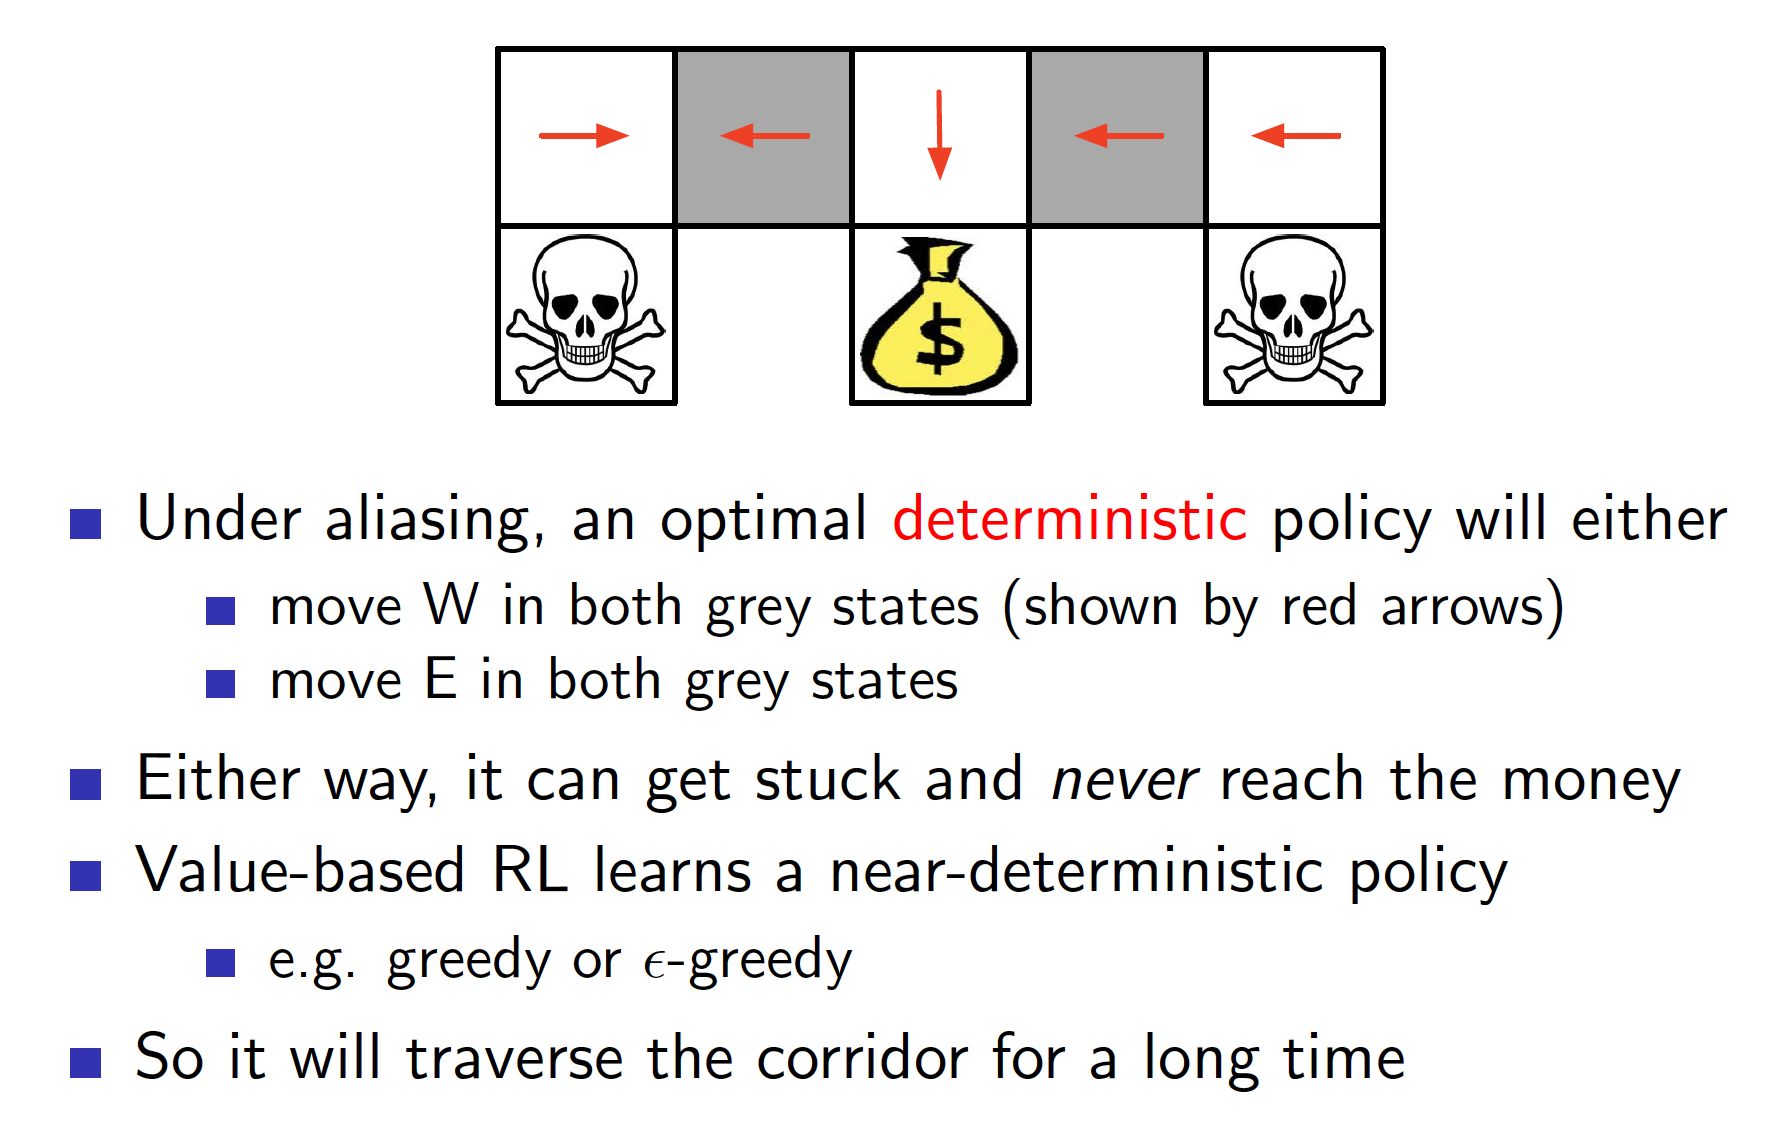 $
Under aliasing, an optimal deterministic policy will either
move W in both grey states (shown by red arrows)
move E in both grey states
Either way, it can get stuck and never reach the money
Value-based RL learns a near-deterministic policy
e.g. greedy or ϵ-greedy
So it will traverse the corridor for a long time